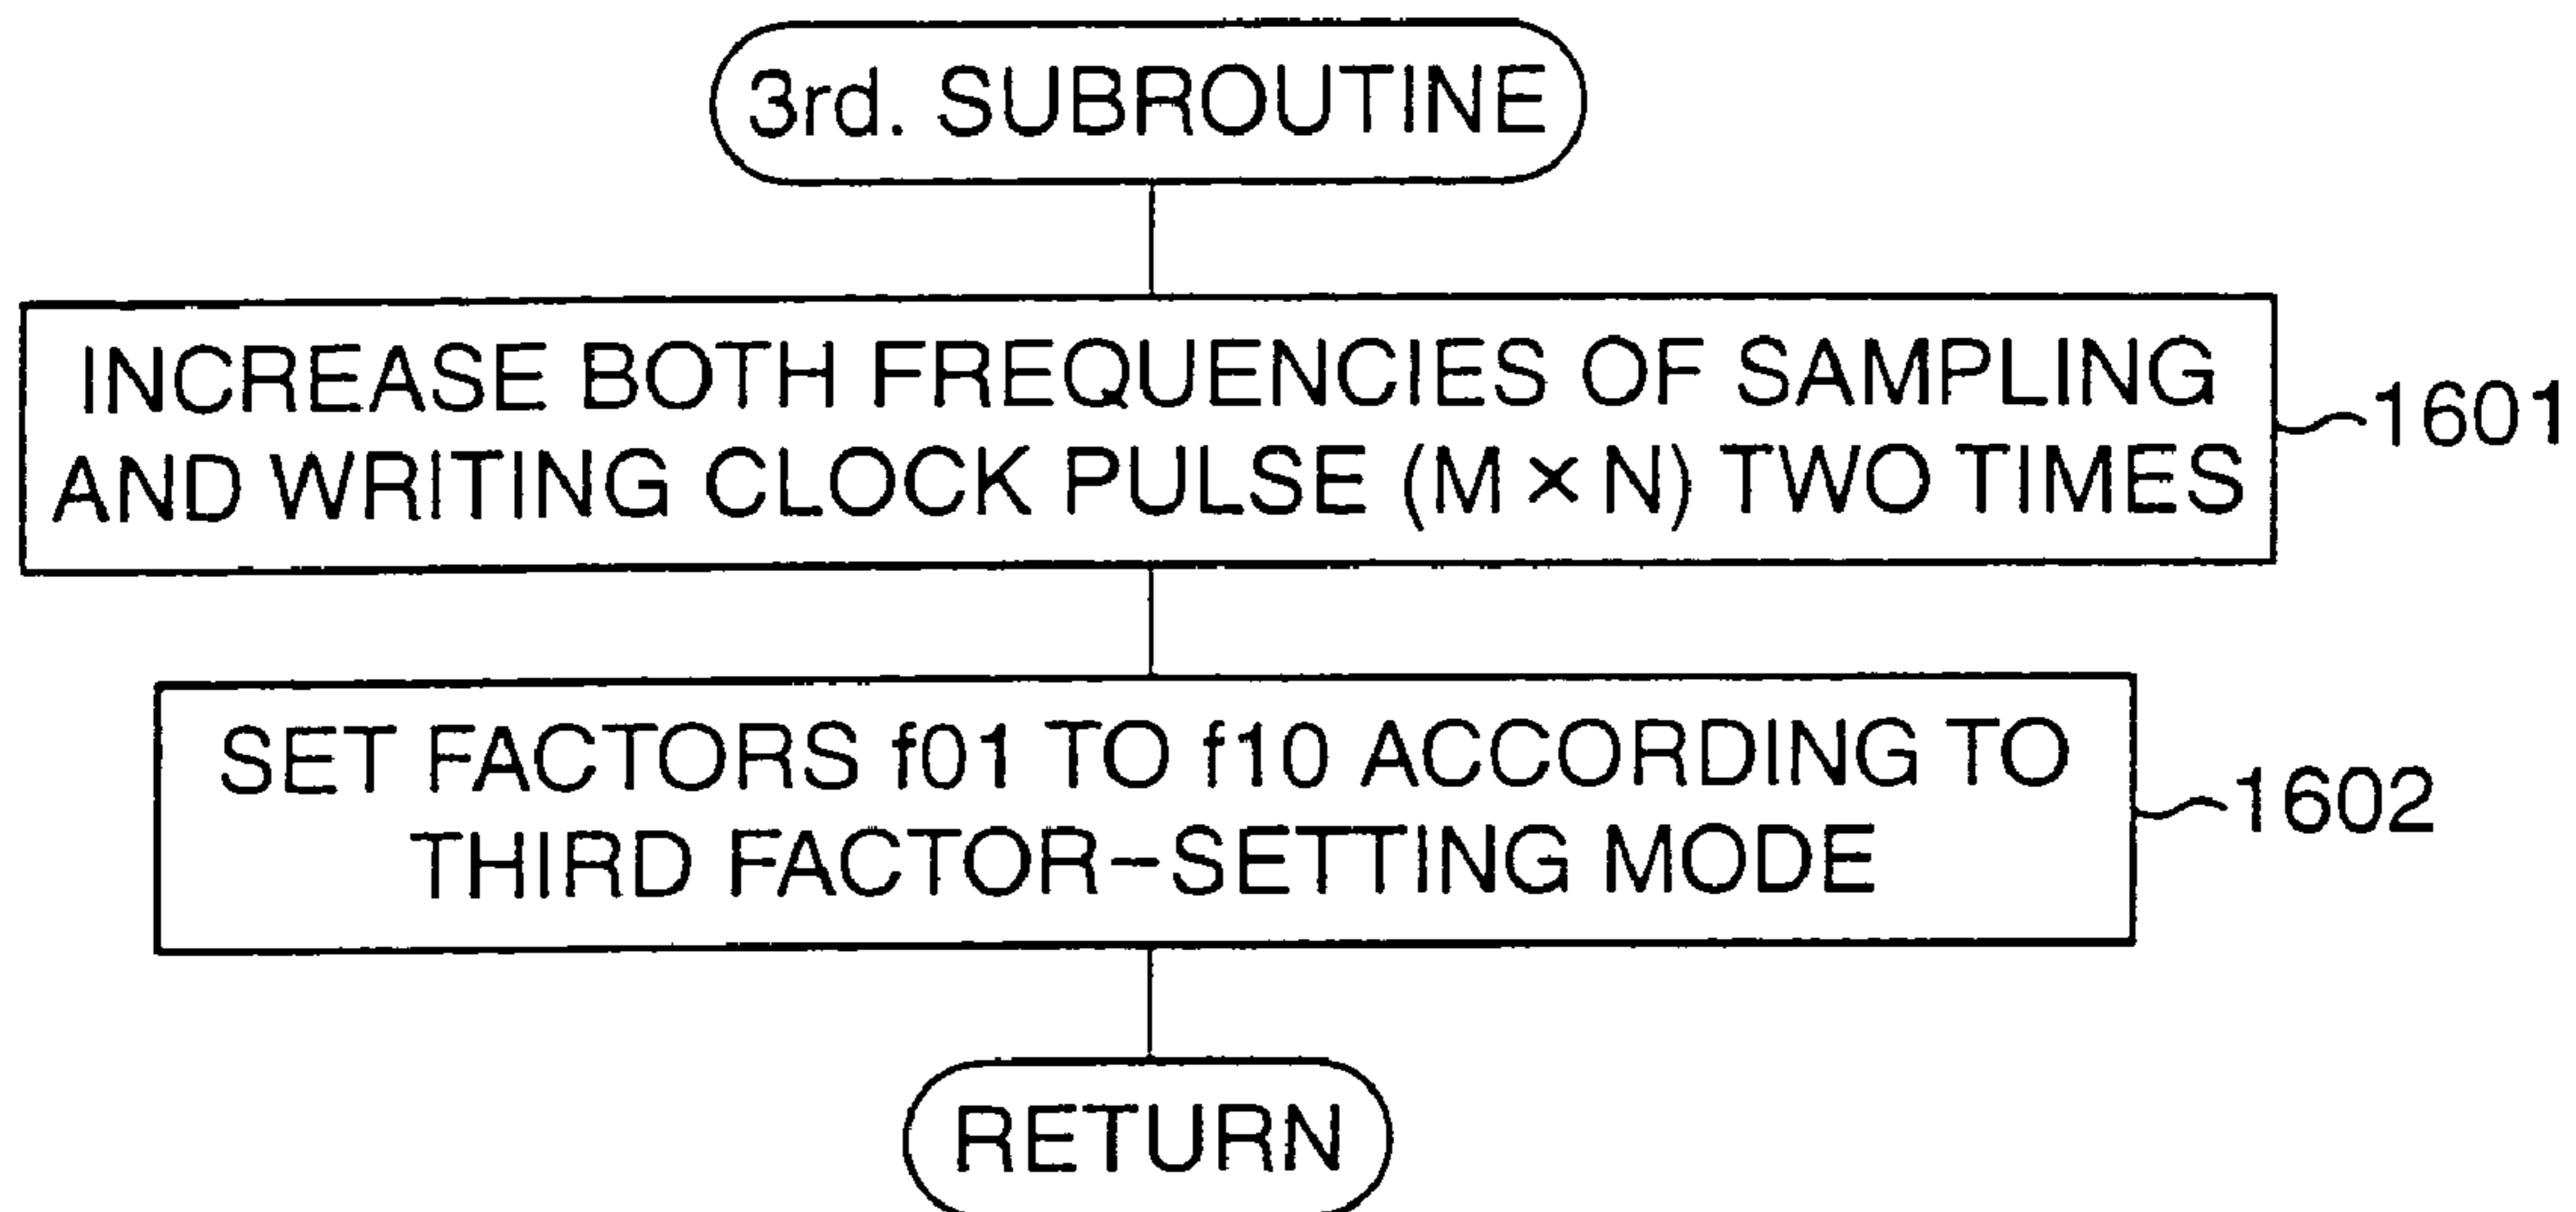 3rd. SUBROUTINE
INCREASE BOTH FREQUENCIES OF SAMPLING
AND WRITING CLOCK PULSE (M × N) TWO TIMES
1601
SET FACTORS f01 TO f10 ACCORDING TO
THIRD FACTOR-SETTING MODE
1602
RETURN